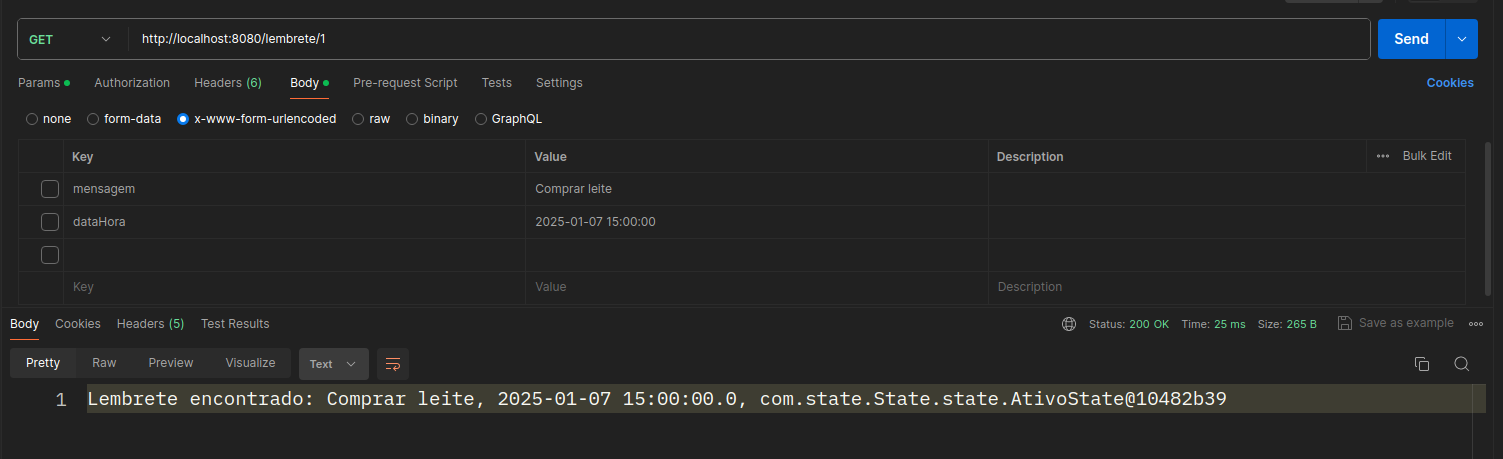 GET http://localhost:8080/lembrete/1 Send
Params Authorization Headers (6) Body Pre-request Script Tests Settings Cookies
none form-data x-www-form-urlencoded raw binary GraphQL
Key Value Description ••• Bulk Edit
mensagem Comprar leite
dataHora 2025-01-07 15:00:00
Key Value Description
Body Cookies Headers (5) Test Results Status: 200 OK Time: 25 ms Size: 265 B Save as example •••
Pretty Raw Preview Visualize Text
1 Lembrete encontrado: Comprar leite, 2025-01-07 15:00:00.0, com.state.State.state.AtivoState@10482b39